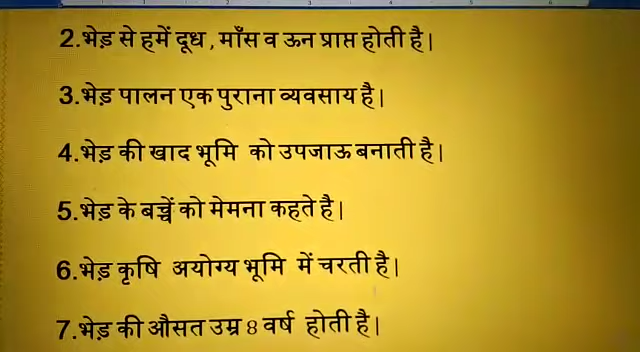 2.भेड़ से हमें दूध , माँस व ऊन प्राप्त होती है।
3.भेड़ पालन एक पुराना व्यवसाय है।
4.भेड़ की खाद भूमि को उपजाऊ बनाती है।
5.भेड़ के बच्चें को मेमना कहते है।
6.भेड़ कृषि अयोग्य भूमि में चरती है।
7.भेड़ की औसत उम्र 8 वर्ष होती है।